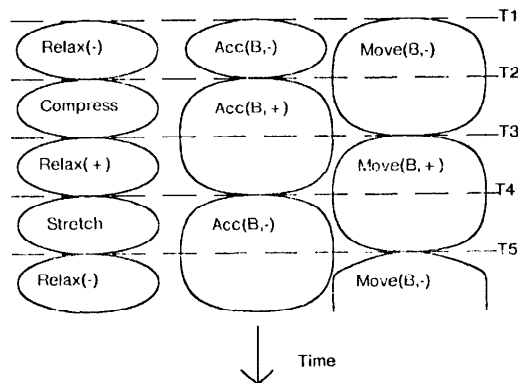 T1
Relax(-) Acc(B,-) Move(B,-)
T2
Compress Acc(B,+)
T3
Relax(+) Move(B,+)
T4
Stretch Acc(B,-)
T5
Relax(-) Move(B,-)
Time